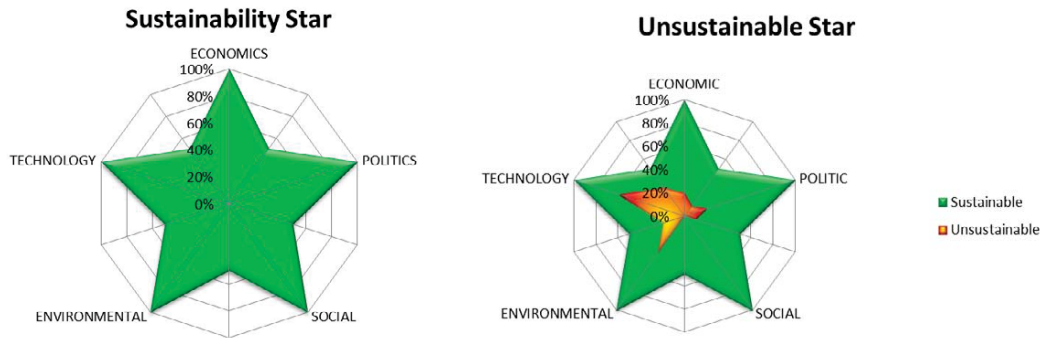 Sustainability Star
ECONOMICS
100%
80%
60%
40%
20%
0%
TECHNOLOGY
POLITICS
ENVIRONMENTAL
SOCIAL
Unsustainable Star
ECONOMIC
100%
80%
60%
40%
20%
0%
TECHNOLOGY
POLITIC
ENVIRONMENTAL
SOCIAL
Sustainable
Unsustainable